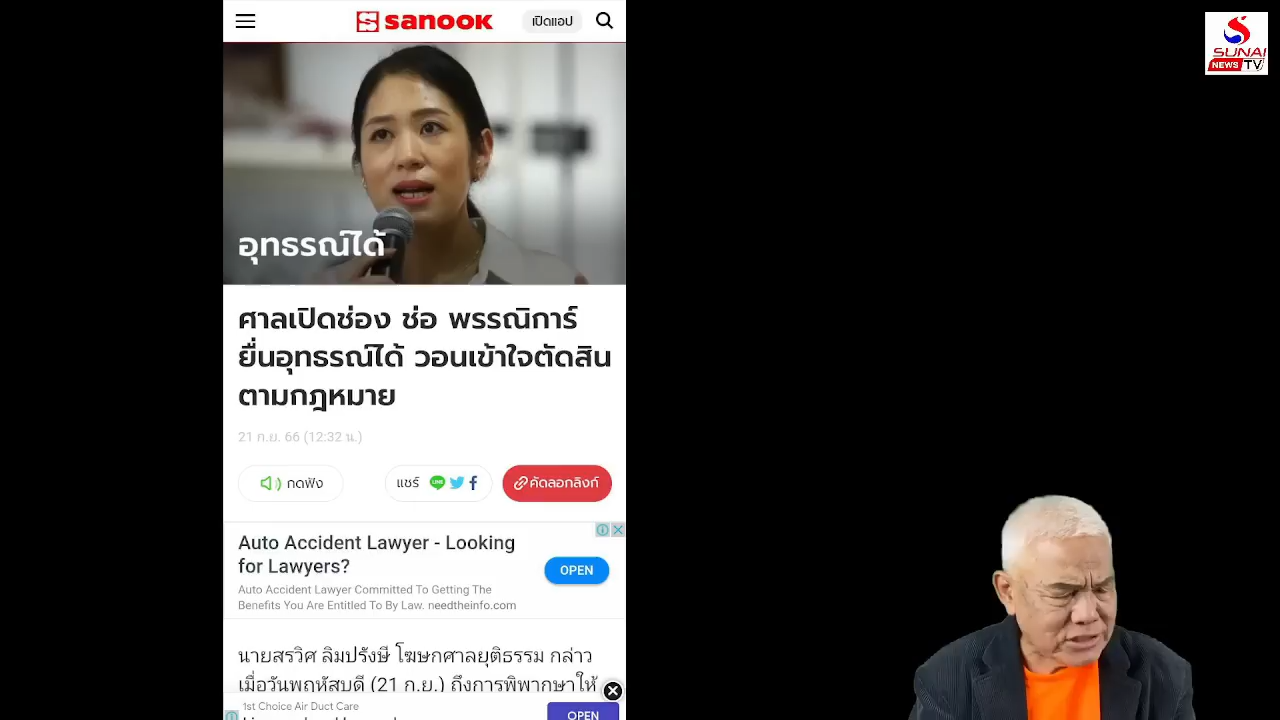 sanook
เปิดแอป
SUNAI
NEWS TV
อุทธรณ์ได้
ศาลเปิดช่อง ช่อ พรรณิการ์
ยื่นอุทธรณ์ได้ วอนเข้าใจตัดสิน
ตามกฎหมาย
21 ก.ย. 66 (12:32 น.)
กดฟัง
แชร์
คัดลอกลิงก์
Auto Accident Lawyer - Looking
for Lawyers?
OPEN
Auto Accident Lawyer Committed To Getting The
Benefits You Are Entitled To By Law. needtheinfo.com
นายสรวิศ ลิมปรังษี โฆษกศาลยุติธรรม กล่าว
เมื่อวันพฤหัสบดี (21 ก.ย.) ถึงการพิพากษาให้
1st Choice Air Duct Care
OPEN